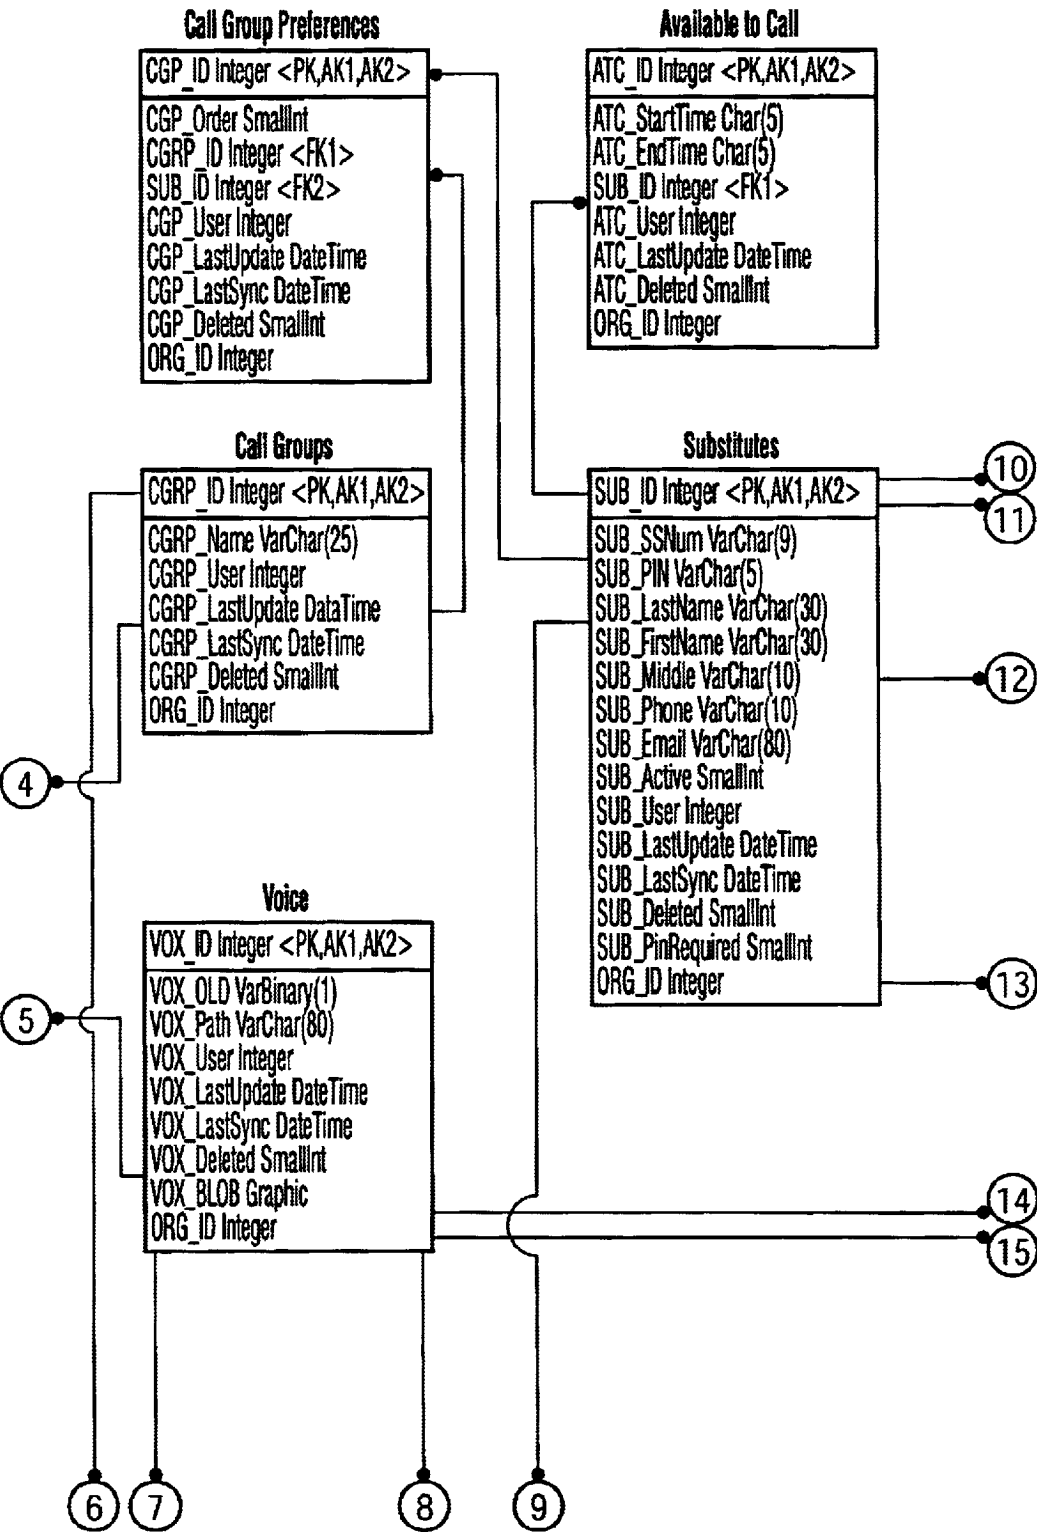 Call Group Preferences
CGP_ID Integer <PK,AK1,AK2>
CGP_Order SmallInt
CGRP_ID Integer <FK1>
SUB_ID Integer <FK2>
CGP_User Integer
CGP_LastUpdate DateTime
CGP_LastSync DateTime
CGP_Deleted SmallInt
ORG_ID Integer
Available to Call
ATC_ID Integer <PK,AK1,AK2>
ATC_StartTime Char(5)
ATC_EndTime Char(5)
SUB_ID Integer <FK1>
ATC_User Integer
ATC_LastUpdate DateTime
ATC_Deleted SmallInt
ORG_ID Integer
Call Groups
CGRP_ID Integer <PK,AK1,AK2>
CGRP_Name VarChar(25)
CGRP_User Integer
CGRP_LastUpdate DataTime
CGRP_LastSync DateTime
CGRP_Deleted SmallInt
ORG_ID Integer
Substitutes
SUB_ID Integer <PK,AK1,AK2>
SUB_SSNum VarChar(9)
SUB_PIN VarChar(5)
SUB_LastName VarChar(30)
SUB_FirstName VarChar(30)
SUB_Middle VarChar(10)
SUB_Phone VarChar(10)
SUB_Email VarChar(80)
SUB_Active SmallInt
SUB_User Integer
SUB_LastUpdate DateTime
SUB_LastSync DateTime
SUB_Deleted SmallInt
SUB_PinRequired SmallInt
ORG_ID Integer
10
11
12
13
4
Voice
VOX_ID Integer <PK,AK1,AK2>
VOX_OLD VarBinary(1)
VOX_Path VarChar(80)
VOX_User Integer
VOX_LastUpdate DateTime
VOX_LastSync DateTime
VOX_Deleted SmallInt
VOX_BLOB Graphic
ORG_ID Integer
5
14
15
6
7
8
9